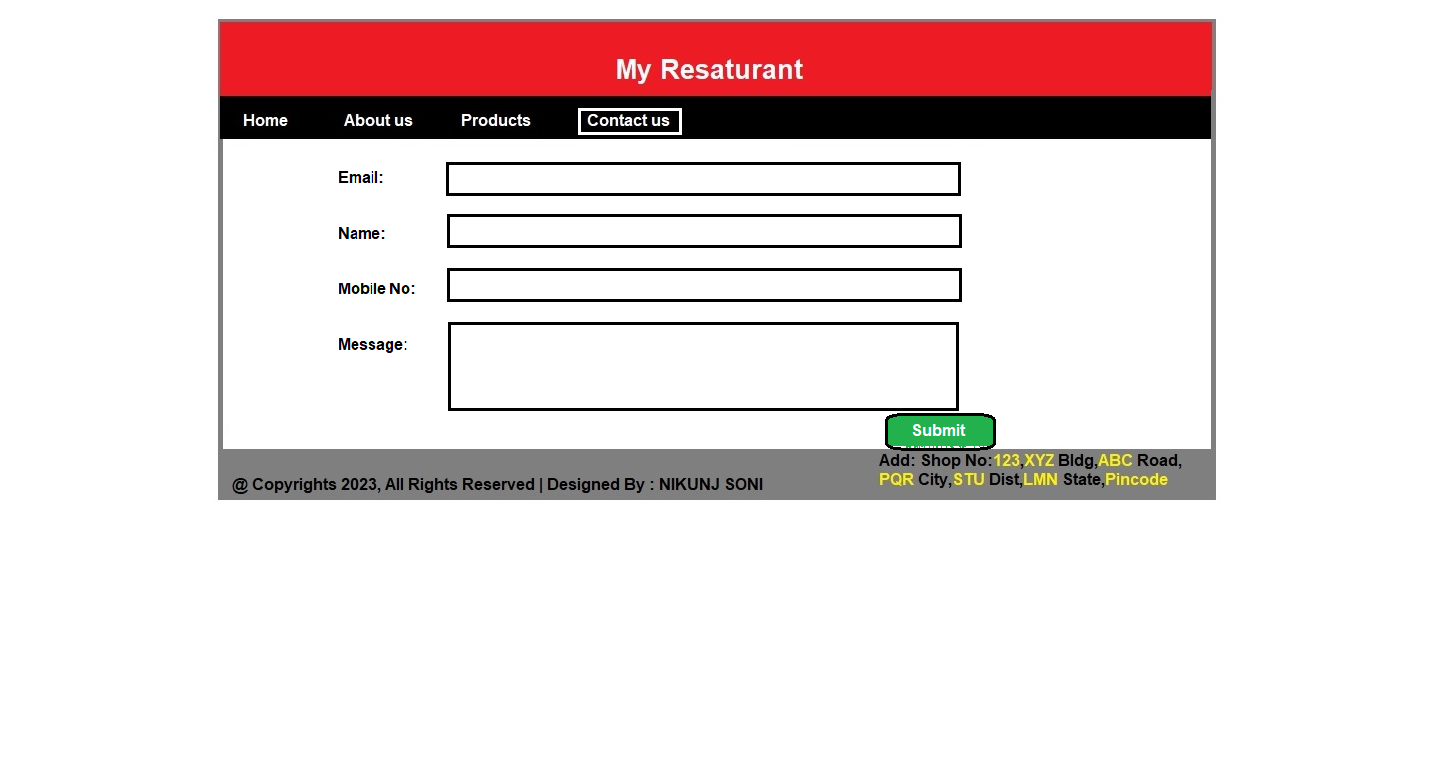 My Resaturant
Home About us Products Contact us
Email:
Name:
Mobile No:
Message:
Submit
Add: Shop No:123,XYZ Bldg,ABC Road,
PQR City,STU Dist,LMN State,Pincode
@ Copyrights 2023, All Rights Reserved | Designed By : NIKUNJ SONI